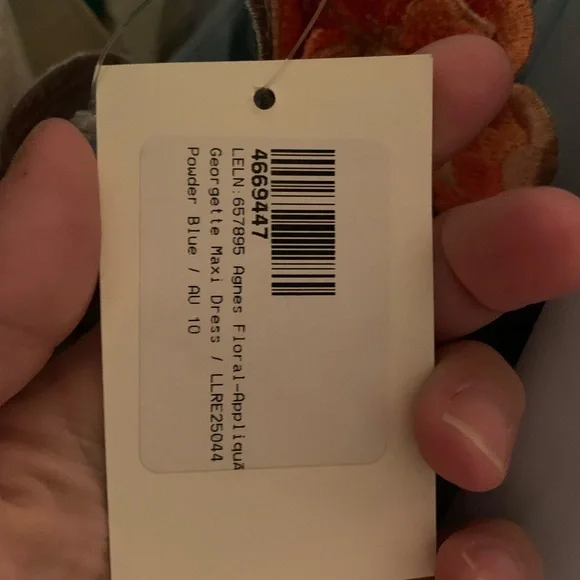 4669447
LELN:657895 Agnes Floral-AppliquÃ
Georgette Maxi Dress / LLRE25044
Powder Blue / AU 10